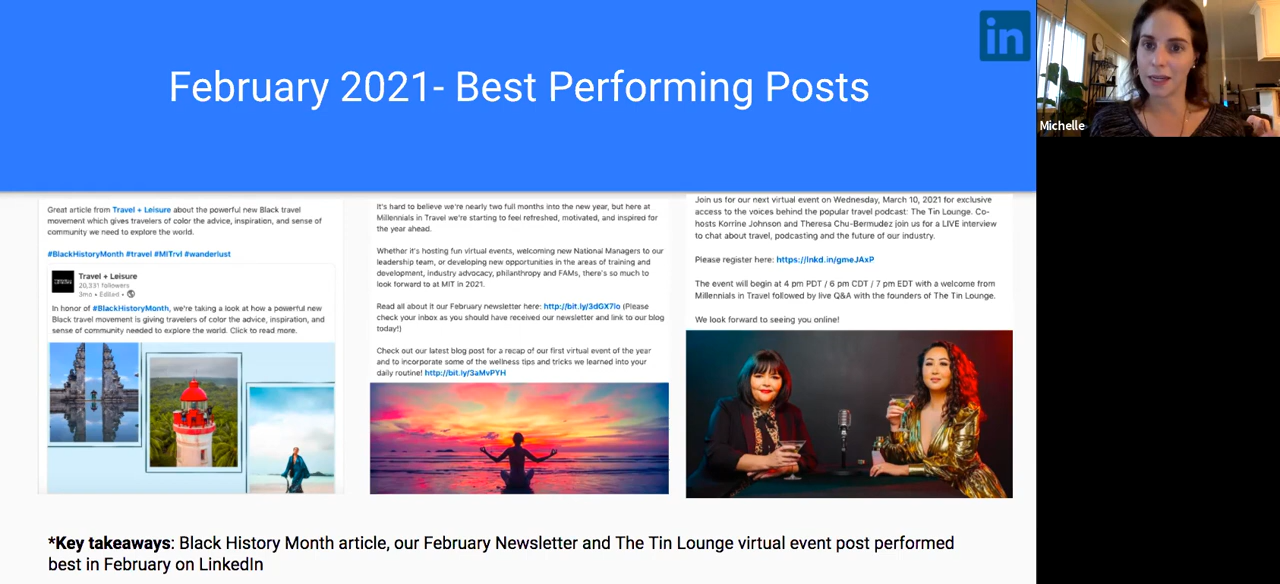 February 2021- Best Performing Posts
in
Michelle
Great article from Travel + Leisure about the powerful new Black travel
movement which gives travelers of color the advice, inspiration, and sense of
community we need to explore the world.
#BlackHistoryMonth #travel #MITrvl #wanderlust
Travel + Leisure
20,331 followers
3mo • Edited •
In honor of #BlackHistoryMonth, we're taking a look at how a powerful new
Black travel movement is giving travelers of color the advice, inspiration, and
sense of community needed to explore the world. Click to read more.
It's hard to believe we're nearly two full months into the new year, but here at
Millennials in Travel we're starting to feel refreshed, motivated, and inspired for
the year ahead.
Whether it's hosting fun virtual events, welcoming new National Managers to our
leadership team, or developing new opportunities in the areas of training and
development, industry advocacy, philanthropy and FAMs, there's so much to
look forward to at MIT in 2021.
Read all about it our February newsletter here: http://bit.ly/3dGX7lo (Please
check your inbox as you should have received our newsletter and link to our blog
today!)
Check out our latest blog post for a recap of our first virtual event of the year
and to incorporate some of the wellness tips and tricks we learned into your
daily routine! http://bit.ly/3aMvPYH
Join us for our next virtual event on Wednesday, March 10, 2021 for exclusive
access to the voices behind the popular travel podcast: The Tin Lounge. Co-
hosts Korrine Johnson and Theresa Chu-Bermudez join us for a LIVE interview
to chat about travel, podcasting and the future of our industry.
Please register here: https://lnkd.in/gmeJAxP
The event will begin at 4 pm PDT / 6 pm CDT / 7 pm EDT with a welcome from
Millennials in Travel followed by live Q&A with the founders of The Tin Lounge.
We look forward to seeing you online!
*Key takeaways: Black History Month article, our February Newsletter and The Tin Lounge virtual event post performed
best in February on LinkedIn